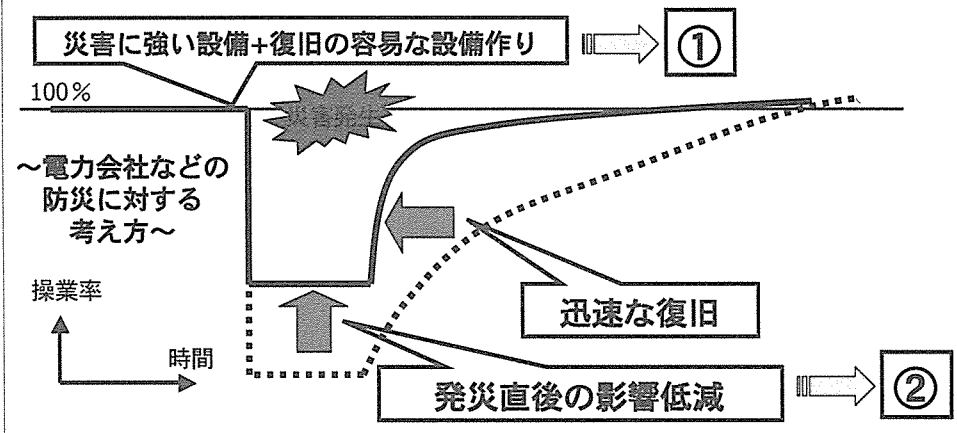 災害に強い設備+復旧の容易な設備作り
①
100%
災害発生
~電力会社などの
防災に対する
考え方~
操業率
時間
迅速な復旧
発災直後の影響低減
②